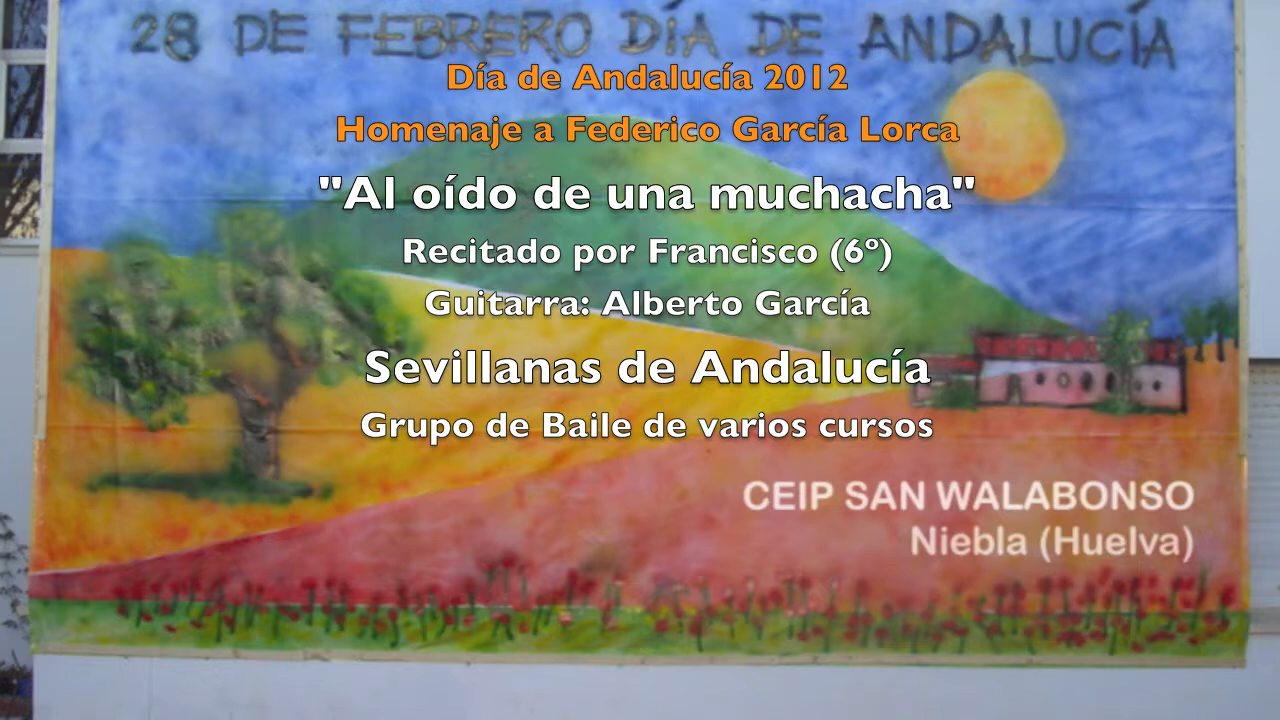 28 DE FEBRERO DÍA DE ANDALUCÍA
Día de Andalucía 2012
Homenaje a Federico García Lorca
"Al oído de una muchacha"
Recitado por Francisco (6º)
Guitarra: Alberto García
Sevillanas de Andalucía
Grupo de Baile de varios cursos
CEIP SAN WALABONSO
Niebla (Huelva)